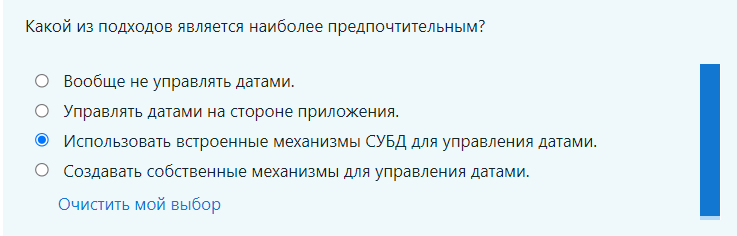 Какой из подходов является наиболее предпочтительным?
Вообще не управлять датами.
Управлять датами на стороне приложения.
Использовать встроенные механизмы СУБД для управления датами.
Создавать собственные механизмы для управления датами.
Очистить мой выбор